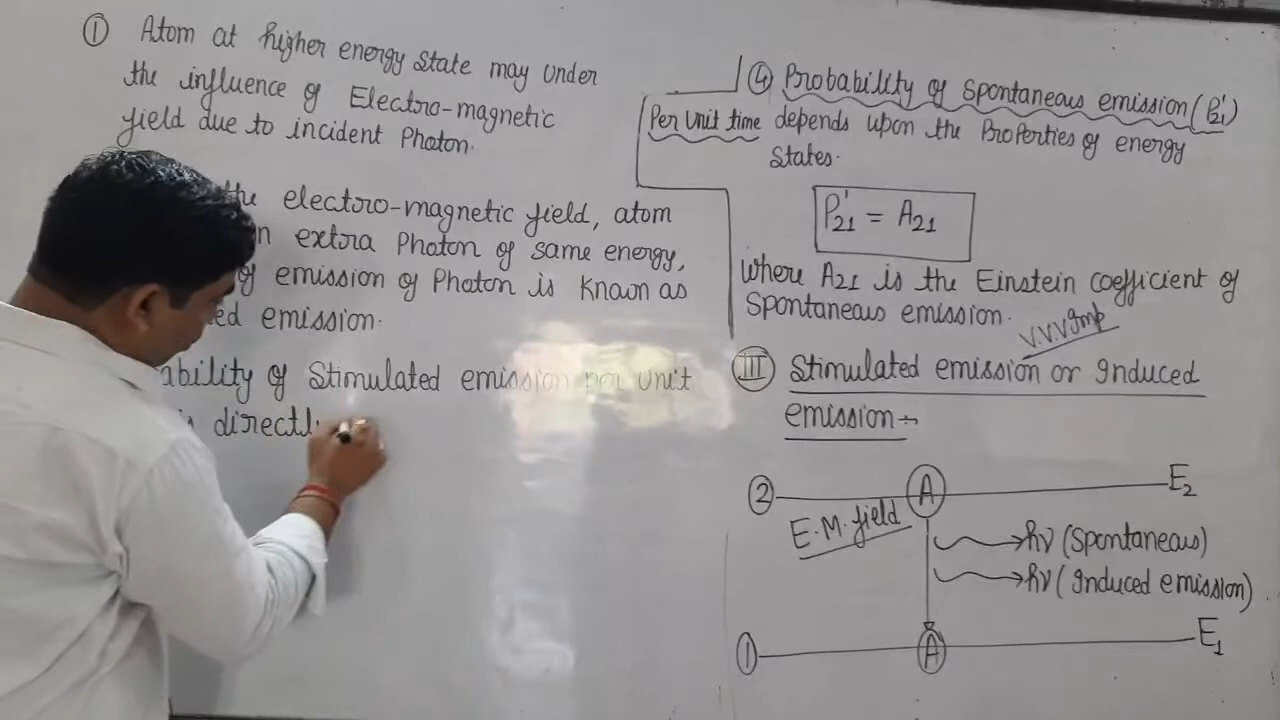 ① Atom at higher energy state may under
the influence of Electro-magnetic
field due to incident Photon.
the electro-magnetic field, atom
n extra Photon of same energy,
of emission of Photon is known as
ed emission.
ability of Stimulated emission per unit
is directly
④ Probability of Spontaneous emission (P'21)
Per Unit time depends upon the Properties of energy
States.
P'21 = A21
where A21 is the Einstein coefficient of
Spontaneous emission.
V.V.V Imp
III Stimulated emission or Induced
emission →
② A E2
E.M. field
hν (Spontaneous)
hν (Induced emission)
① A E1